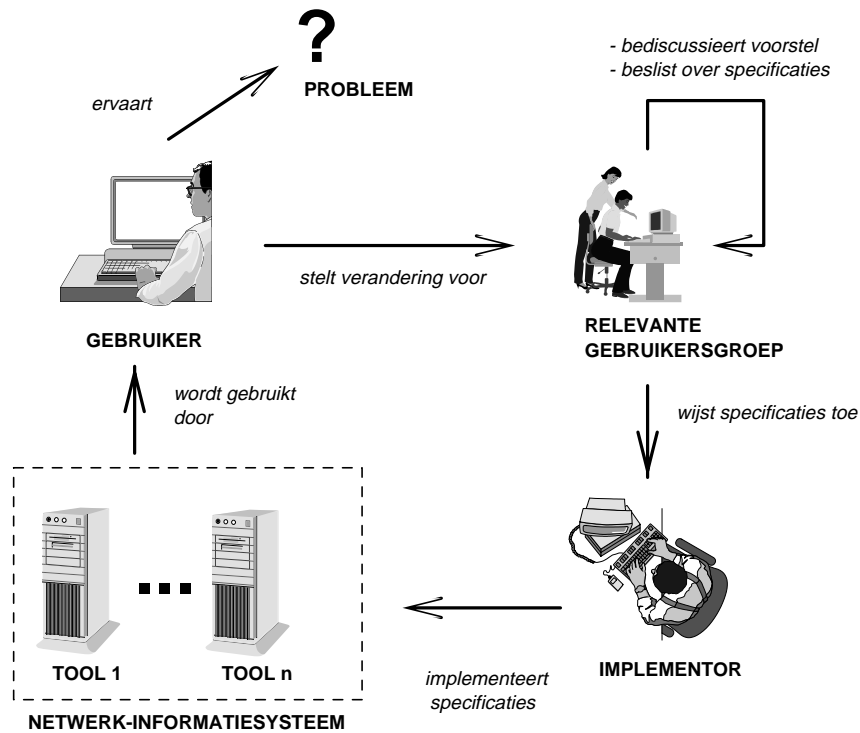 ?
PROBLEEM
- bediscussieert voorstel
- beslist over specificaties
ervaart
stelt verandering voor
GEBRUIKER
RELEVANTE
GEBRUIKERSGROEP
wordt gebruikt
door
wijst specificaties toe
TOOL 1
TOOL n
IMPLEMENTOR
implementeert
specificaties
NETWERK-INFORMATIESYSTEEM